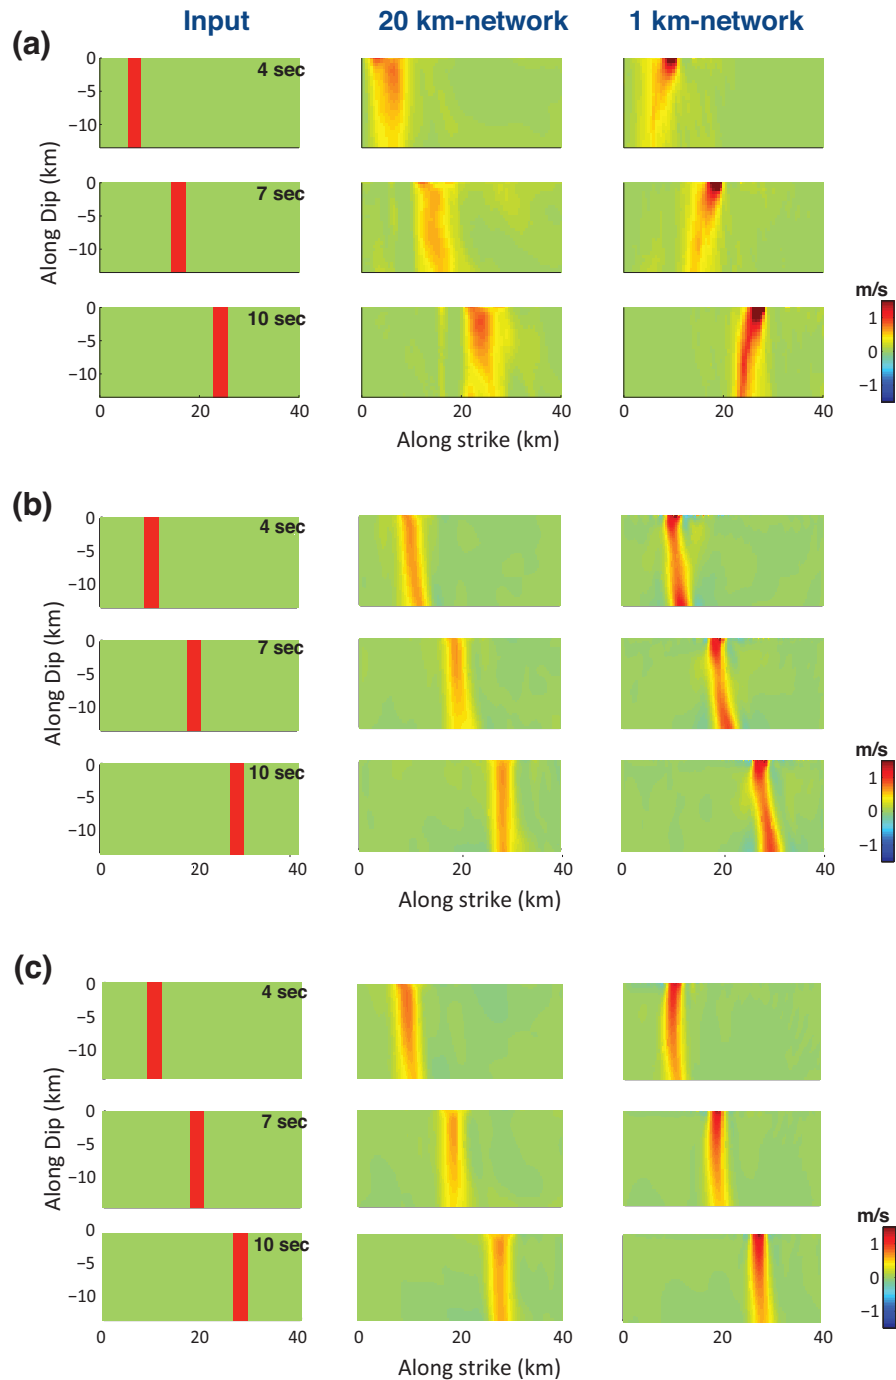 Input 20 km-network 1 km-network
(a)
0 4 sec
−5
−10
0 7 sec
−5
−10
0 10 sec
−5
−10
Along Dip (km)
0 20 40 0 20 40 0 20 40
Along strike (km)
m/s
1
0
−1
(b)
0 4 sec
−5
−10
0 7 sec
−5
−10
0 10 sec
−5
−10
Along Dip (km)
0 20 40 0 20 40 0 20 40
Along strike (km)
m/s
1
0
−1
(c)
0 4 sec
−5
−10
0 7 sec
−5
−10
0 10 sec
−5
−10
Along Dip (km)
0 20 40 0 20 40 0 20 40
Along strike (km)
m/s
1
0
−1